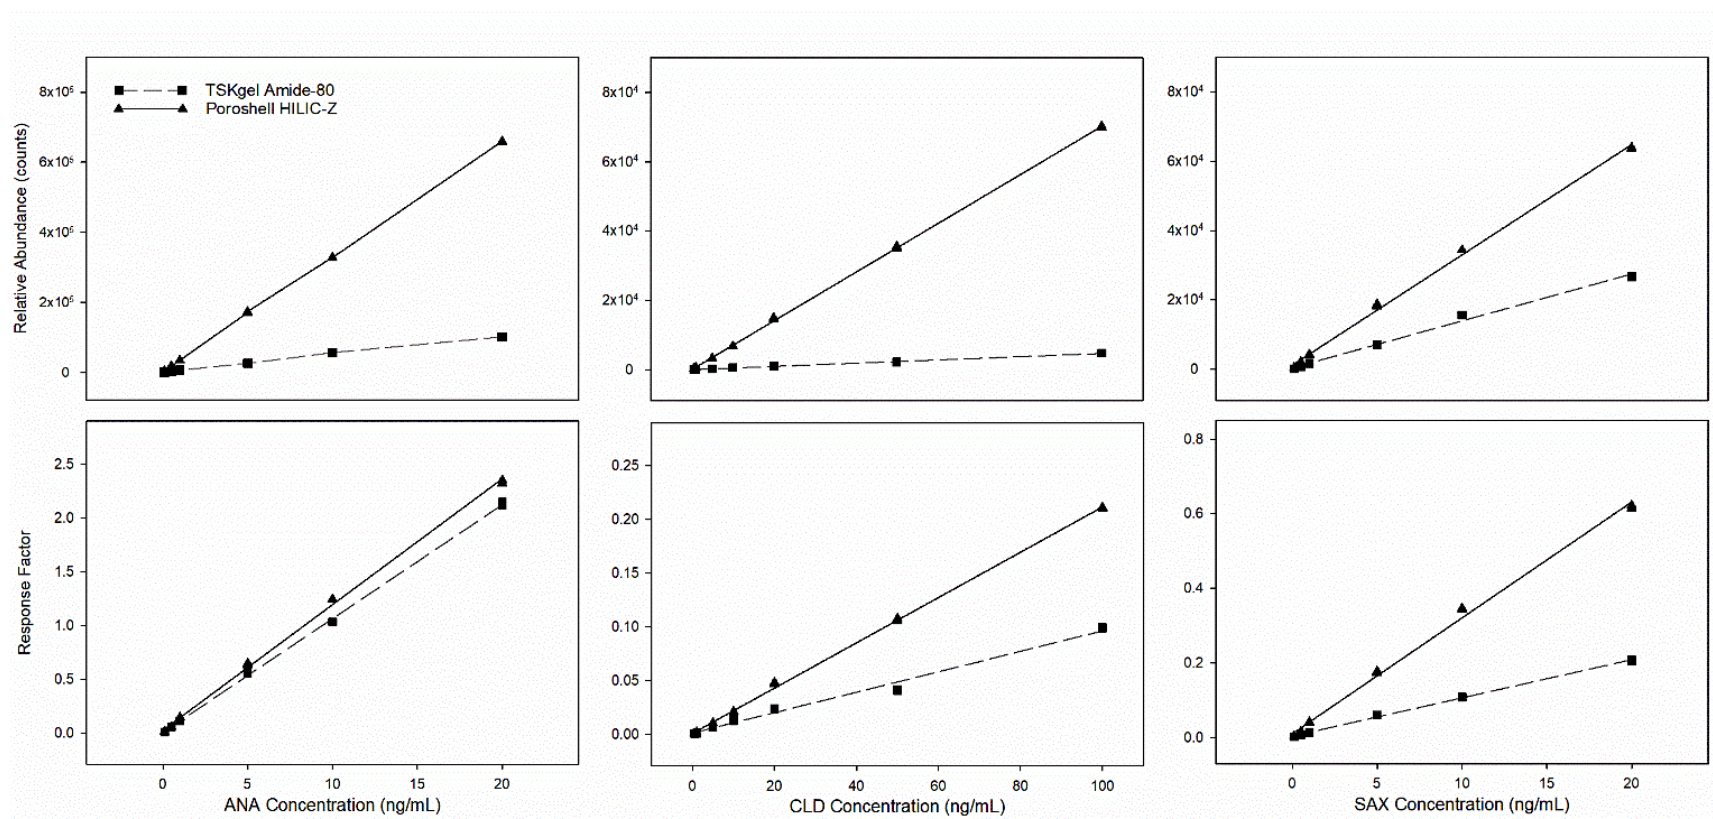 TSKgel Amide-80
Poroshell HILIC-Z
Relative Abundance (counts)
8x10⁵
6x10⁵
4x10⁵
2x10⁵
0
8x10⁴
6x10⁴
4x10⁴
2x10⁴
0
8x10⁴
6x10⁴
4x10⁴
2x10⁴
0
Response Factor
2.5
2.0
1.5
1.0
0.5
0.0
0 5 10 15 20
ANA Concentration (ng/mL)
0.25
0.20
0.15
0.10
0.05
0.00
0 20 40 60 80 100
CLD Concentration (ng/mL)
0.8
0.6
0.4
0.2
0.0
0 5 10 15 20
SAX Concentration (ng/mL)